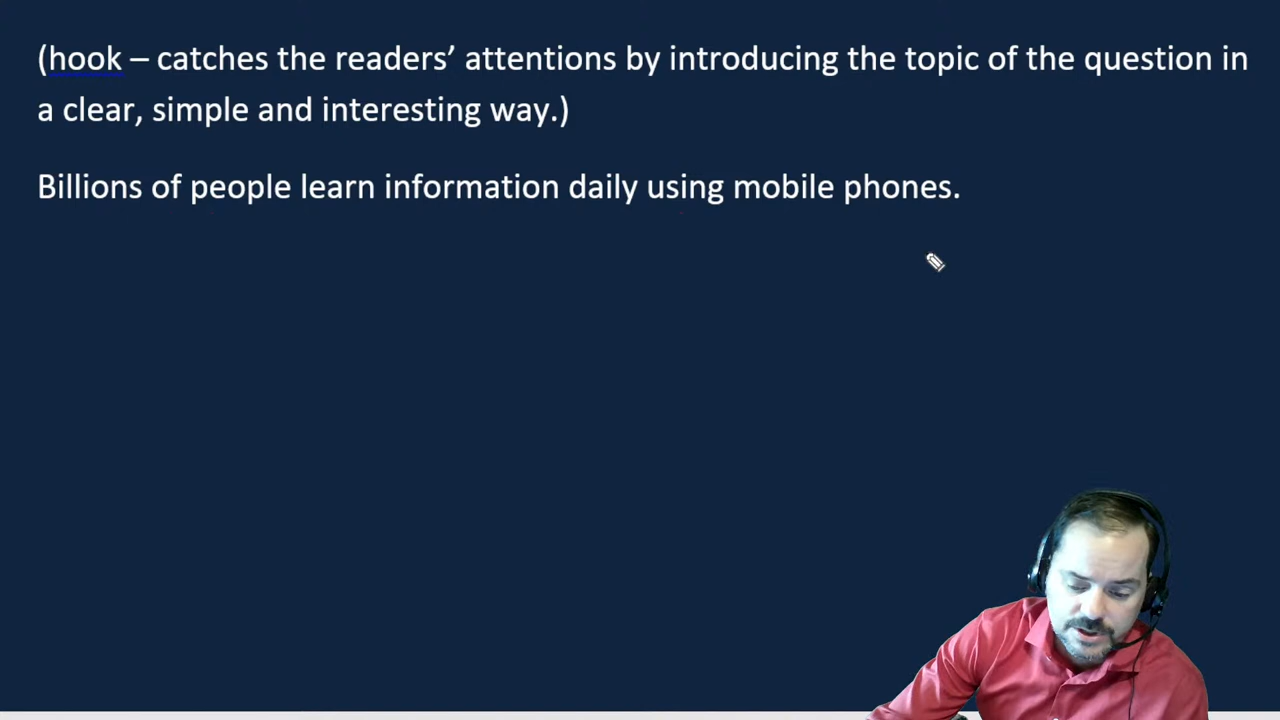 (hook – catches the readers’ attentions by introducing the topic of the question in
a clear, simple and interesting way.)
Billions of people learn information daily using mobile phones.